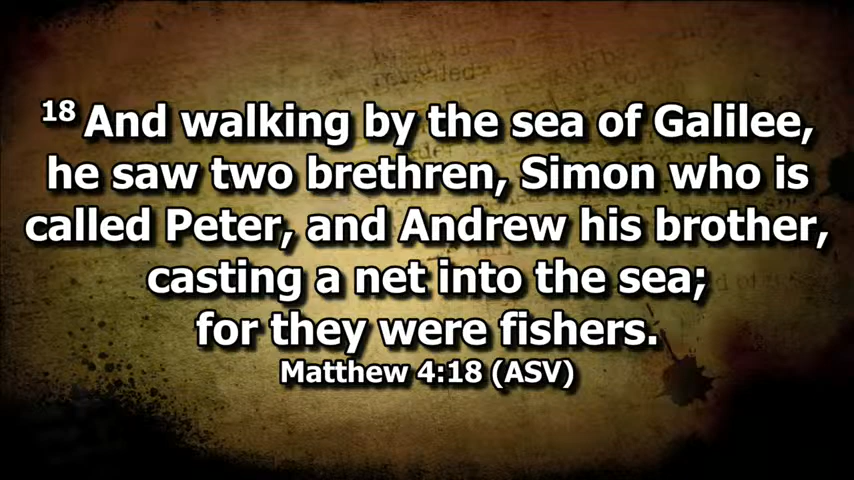 18 And walking by the sea of Galilee,
he saw two brethren, Simon who is
called Peter, and Andrew his brother,
casting a net into the sea;
for they were fishers.
Matthew 4:18 (ASV)